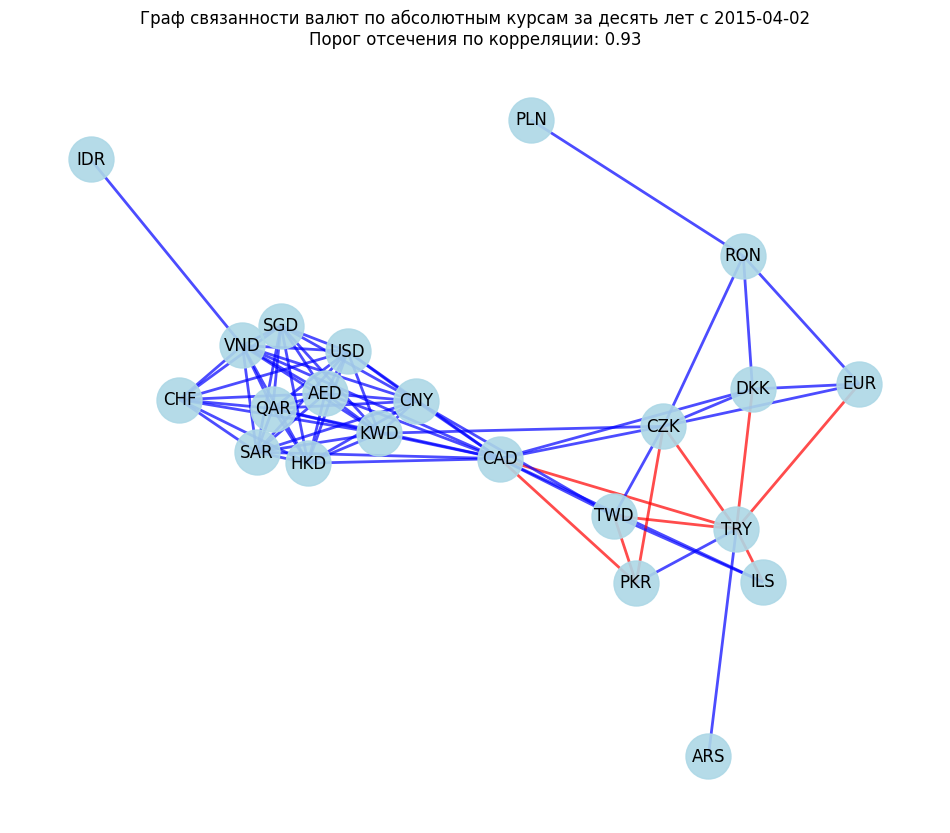 Граф связанности валют по абсолютным курсам за десять лет с 2015-04-02
Порог отсечения по корреляции: 0.93
PLN
IDR
RON
SGD
VND
USD
DKK
EUR
AED
CHF
QAR
CNY
CZK
KWD
SAR
HKD
CAD
TWD
TRY
PKR
ILS
ARS